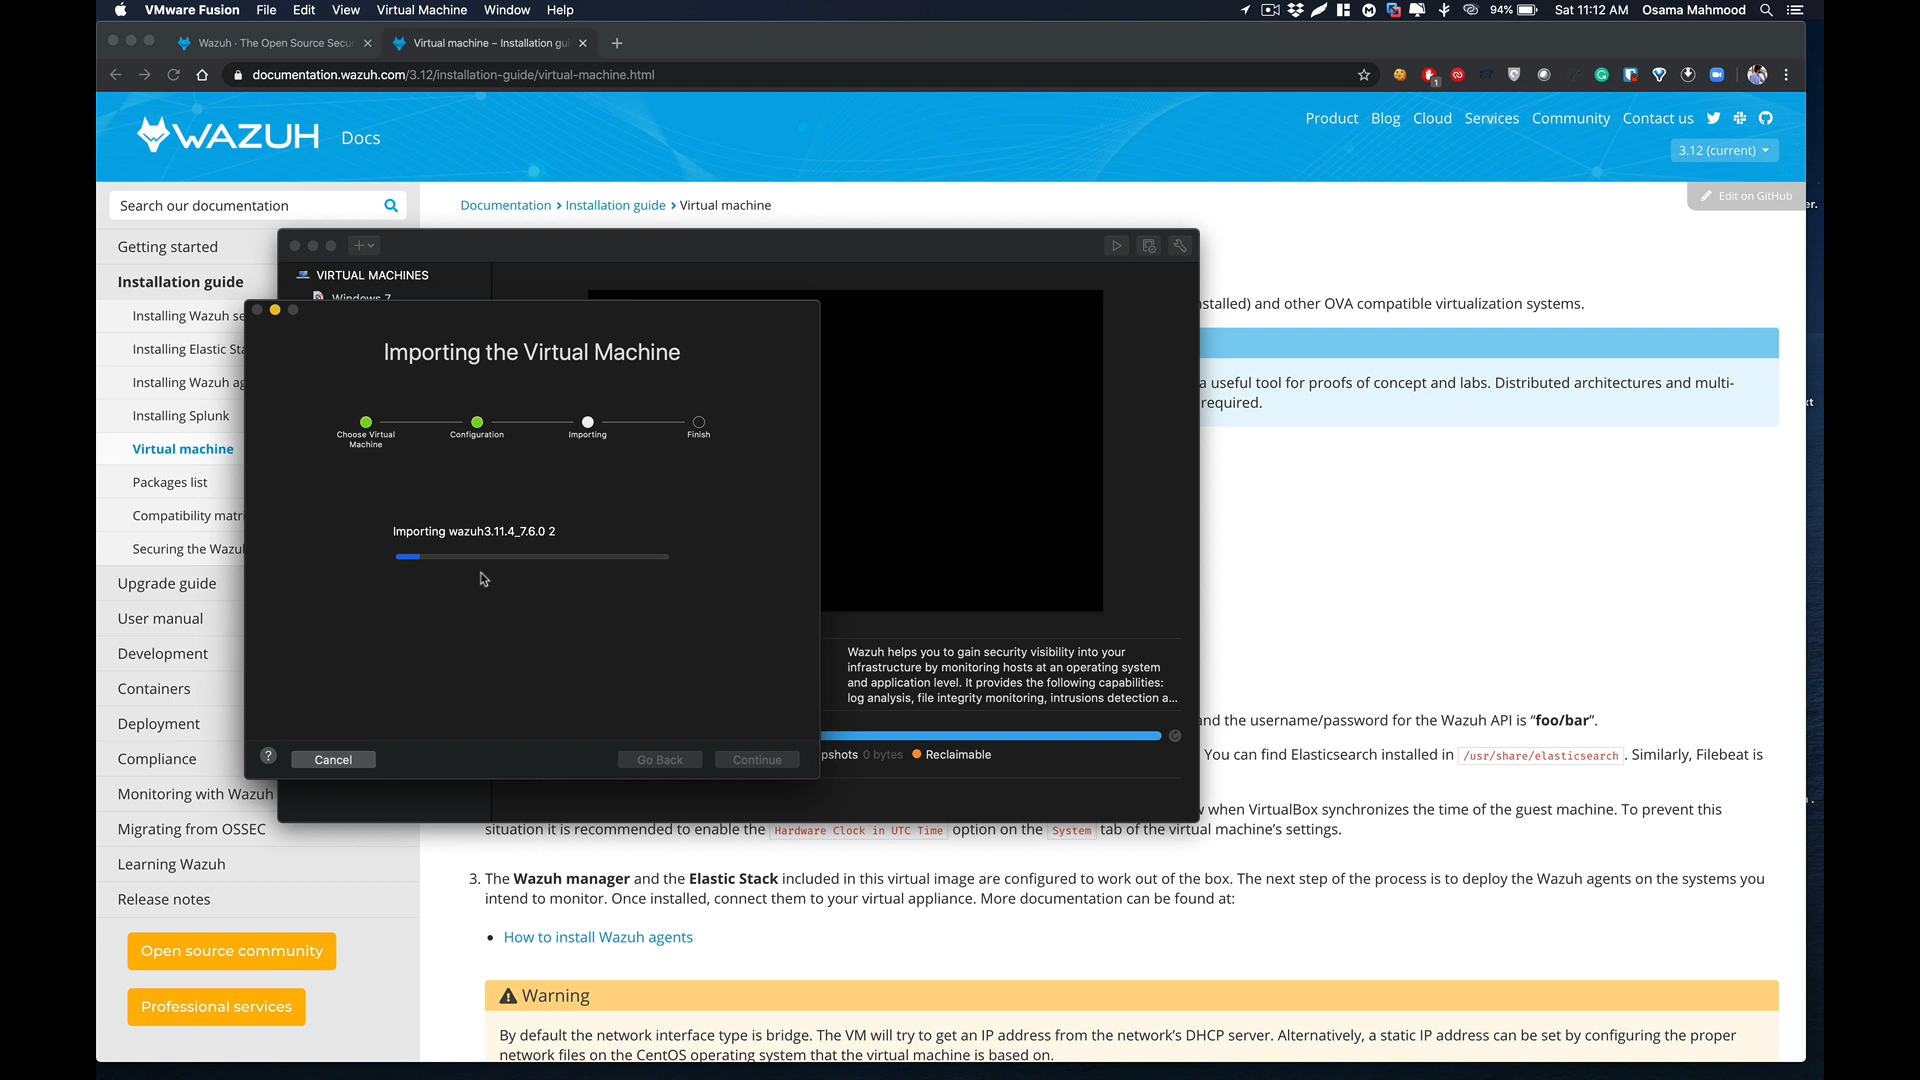 VMware Fusion File Edit View Virtual Machine Window Help 94% Sat 11:12 AM Osama Mahmood
Wazuh · The Open Source Secur
Virtual machine – Installation gui
documentation.wazuh.com/3.12/installation-guide/virtual-machine.html
1
WAZUH Docs
Product Blog Cloud Services Community Contact us
3.12 (current)
Search our documentation
Documentation > Installation guide > Virtual machine
Edit on GitHub
er.
Getting started
Installation guide
Installing Wazuh se
Installing Elastic Sta
Installing Wazuh ag
Installing Splunk
Virtual machine
Packages list
Compatibility matri
Securing the Wazuh
Upgrade guide
User manual
Development
Containers
Deployment
Compliance
Monitoring with Wazuh
Migrating from OSSEC
Learning Wazuh
Release notes
Open source community
Professional services
VIRTUAL MACHINES
Windows 7
Importing the Virtual Machine
Choose Virtual Machine
Configuration
Importing
Finish
Importing wazuh3.11.4_7.6.0 2
? Cancel Go Back Continue
Wazuh helps you to gain security visibility into your
infrastructure by monitoring hosts at an operating system
and application level. It provides the following capabilities:
log analysis, file integrity monitoring, intrusions detection a...
pshots 0 bytes Reclaimable
nstalled) and other OVA compatible virtualization systems.
a useful tool for proofs of concept and labs. Distributed architectures and multi-
required.
xt
and the username/password for the Wazuh API is “foo/bar”.
You can find Elasticsearch installed in /usr/share/elasticsearch . Similarly, Filebeat is
w when VirtualBox synchronizes the time of the guest machine. To prevent this
situation it is recommended to enable the Hardware Clock in UTC Time option on the System tab of the virtual machine’s settings.
3. The Wazuh manager and the Elastic Stack included in this virtual image are configured to work out of the box. The next step of the process is to deploy the Wazuh agents on the systems you
intend to monitor. Once installed, connect them to your virtual appliance. More documentation can be found at:
• How to install Wazuh agents
Warning
By default the network interface type is bridge. The VM will try to get an IP address from the network’s DHCP server. Alternatively, a static IP address can be set by configuring the proper
network files on the CentOS operating system that the virtual machine is based on.